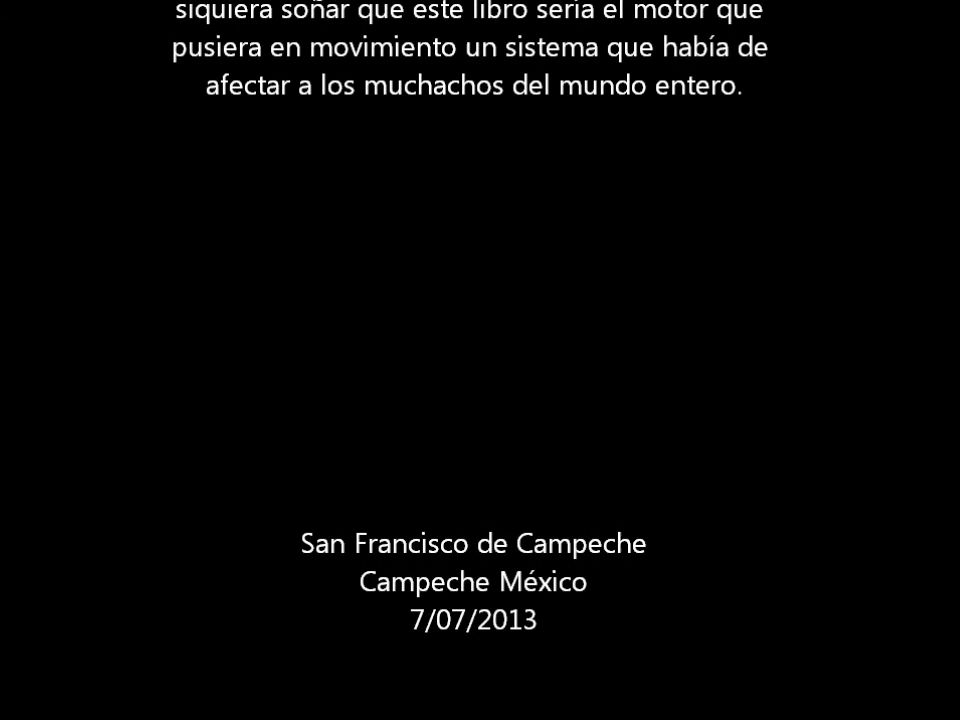 siquiera soñar que este libro sería el motor que
pusiera en movimiento un sistema que había de
afectar a los muchachos del mundo entero.
San Francisco de Campeche
Campeche México
7/07/2013